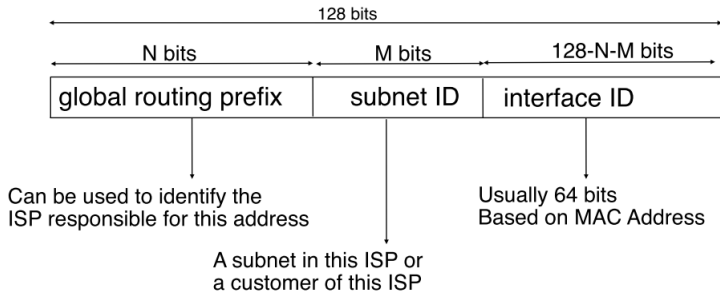 128 bits
N bits M bits 128-N-M bits
global routing prefix subnet ID interface ID
Can be used to identify the
ISP responsible for this address
Usually 64 bits
Based on MAC Address
A subnet in this ISP or
a customer of this ISP